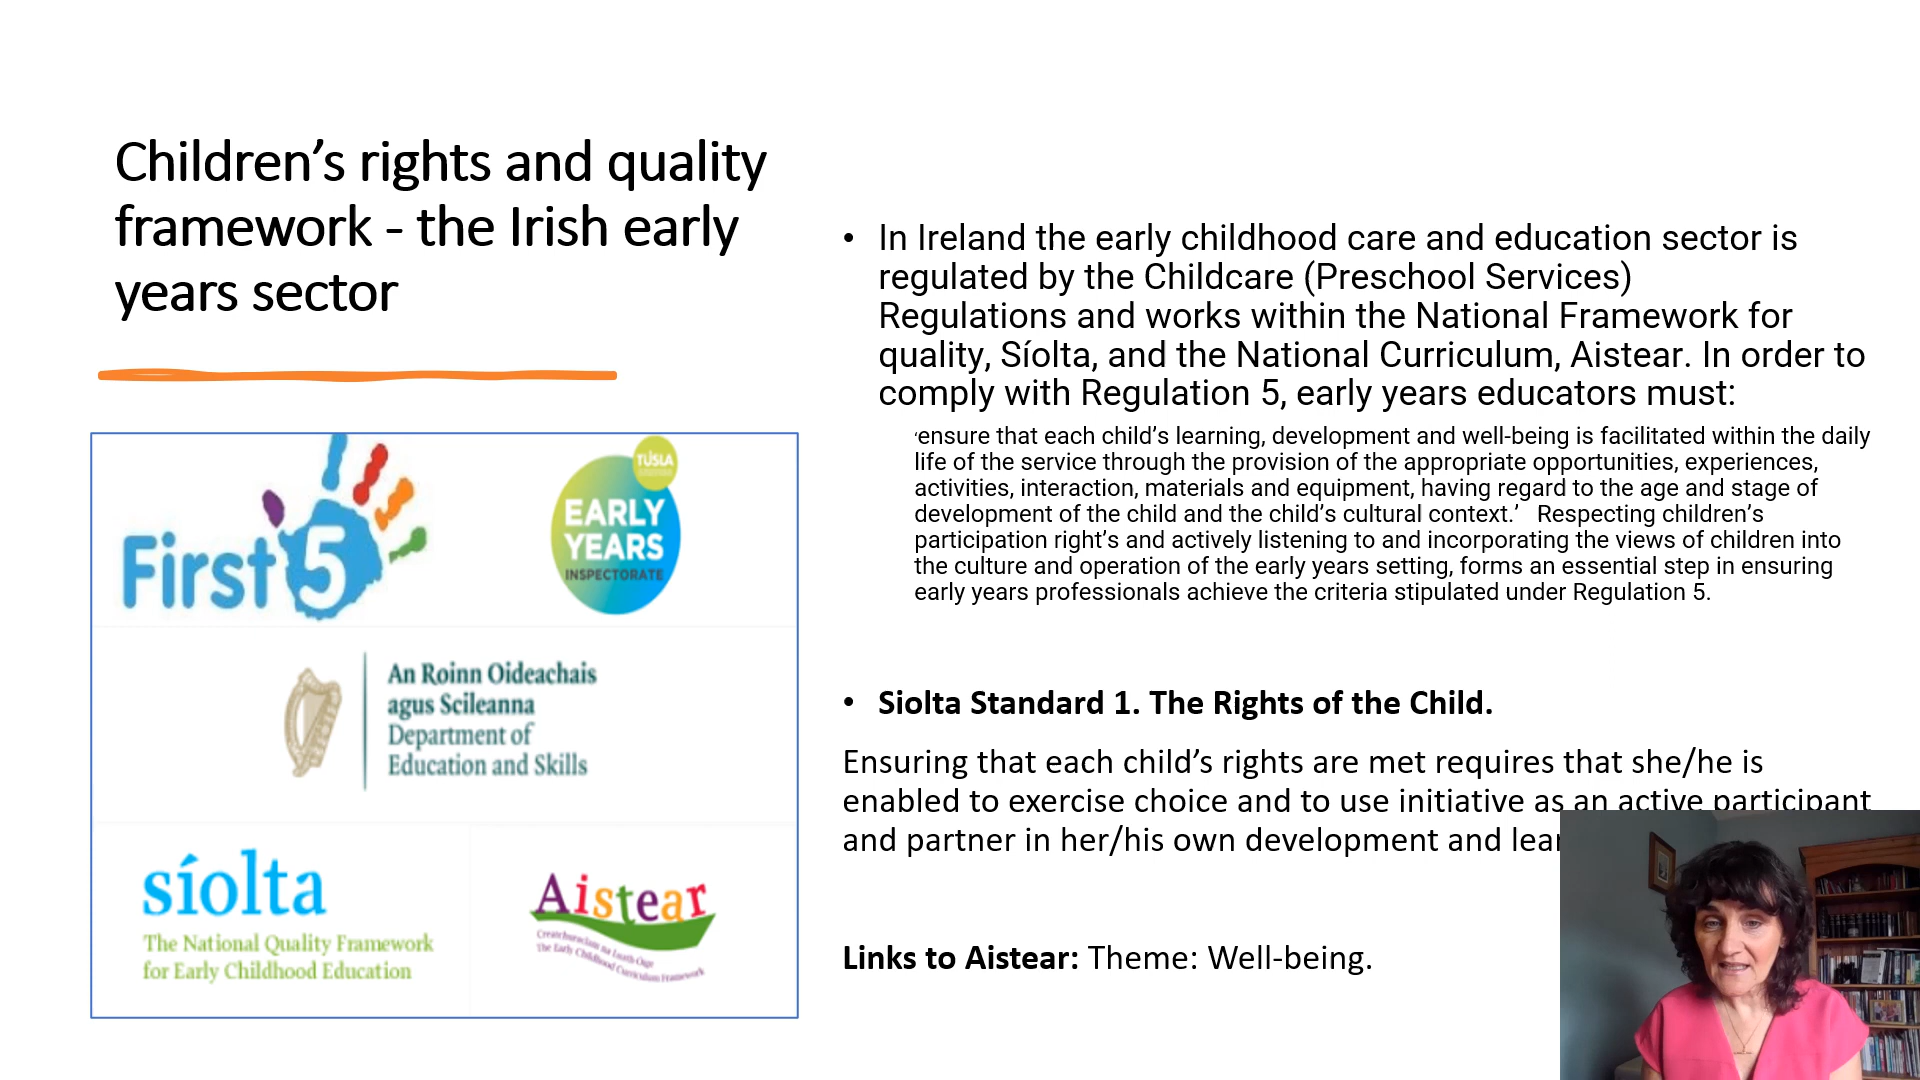 Children’s rights and quality
framework - the Irish early
years sector
First 5
TUSLA
EARLY
YEARS
INSPECTORATE
An Roinn Oideachais
agus Scileanna
Department of
Education and Skills
síolta
The National Quality Framework
for Early Childhood Education
Aistear
Creatchuraclam na Luath-Óige
The Early Childhood Curriculum Framework
• In Ireland the early childhood care and education sector is
regulated by the Childcare (Preschool Services)
Regulations and works within the National Framework for
quality, Síolta, and the National Curriculum, Aistear. In order to
comply with Regulation 5, early years educators must:
‘ensure that each child’s learning, development and well-being is facilitated within the daily
life of the service through the provision of the appropriate opportunities, experiences,
activities, interaction, materials and equipment, having regard to the age and stage of
development of the child and the child’s cultural context.’ Respecting children’s
participation right’s and actively listening to and incorporating the views of children into
the culture and operation of the early years setting, forms an essential step in ensuring
early years professionals achieve the criteria stipulated under Regulation 5.
• Siolta Standard 1. The Rights of the Child.
Ensuring that each child’s rights are met requires that she/he is
enabled to exercise choice and to use initiative as an active participant
and partner in her/his own development and lear
Links to Aistear: Theme: Well-being.